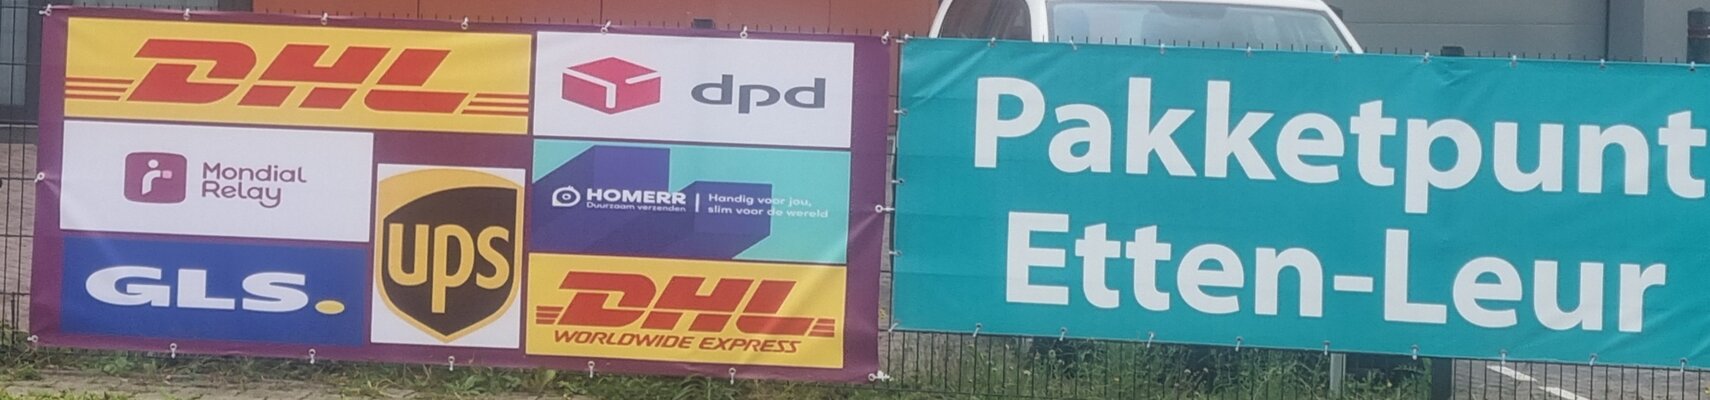 DHL
dpd
Mondial
Relay
HOMERR
Duurzaam verzenden
Handig voor jou,
slim voor de wereld
ups
GLS.
DHL
WORLDWIDE EXPRESS
Pakketpunt
Etten-Leur